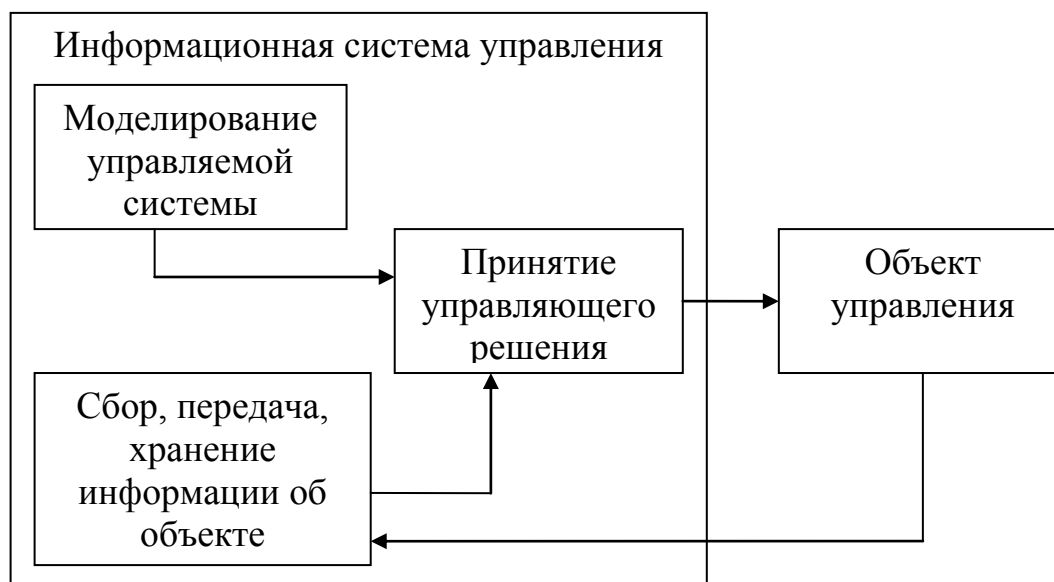 Информационная система управления
Моделирование
управляемой
системы
Принятие
управляющего
решения
Объект
управления
Сбор, передача,
хранение
информации об
объекте